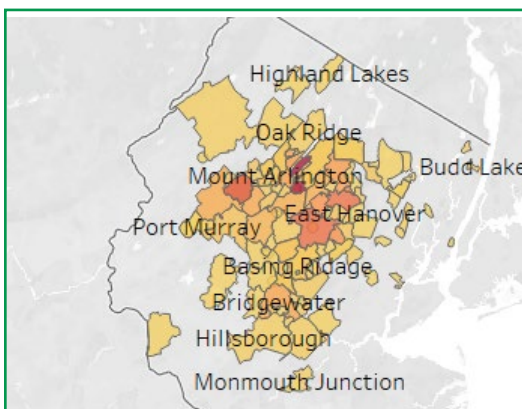 Highland Lakes
Oak Ridge
Mount Arlington
Budd Lake
East Hanover
Port Murray
Basing Ridage
Bridgewater
Hillsborough
Monmouth Junction